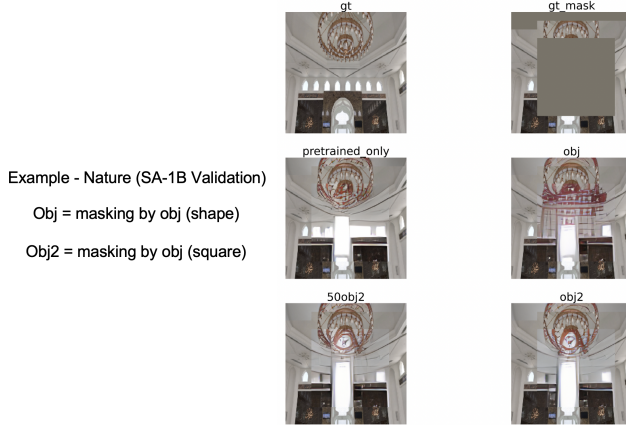 gt
gt_mask
Example - Nature (SA-1B Validation)
Obj = masking by obj (shape)
Obj2 = masking by obj (square)
pretrained_only
obj
50obj2
obj2